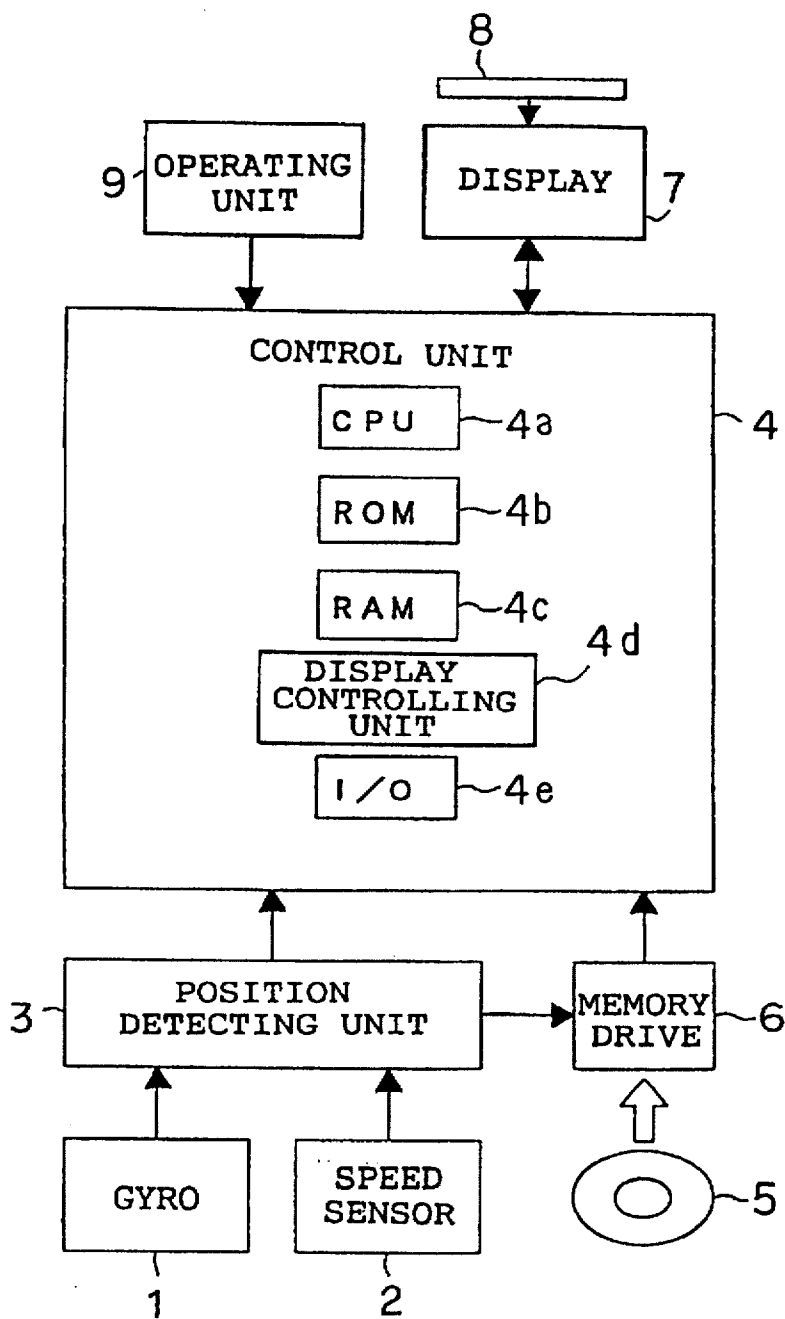 8
9
OPERATING
UNIT
DISPLAY
7
CONTROL UNIT
CPU
4a
4
ROM
4b
RAM
4c
4d
DISPLAY
CONTROLLING
UNIT
I/O
4e
3
POSITION
DETECTING UNIT
MEMORY
DRIVE
6
GYRO
SPEED
SENSOR
5
1
2